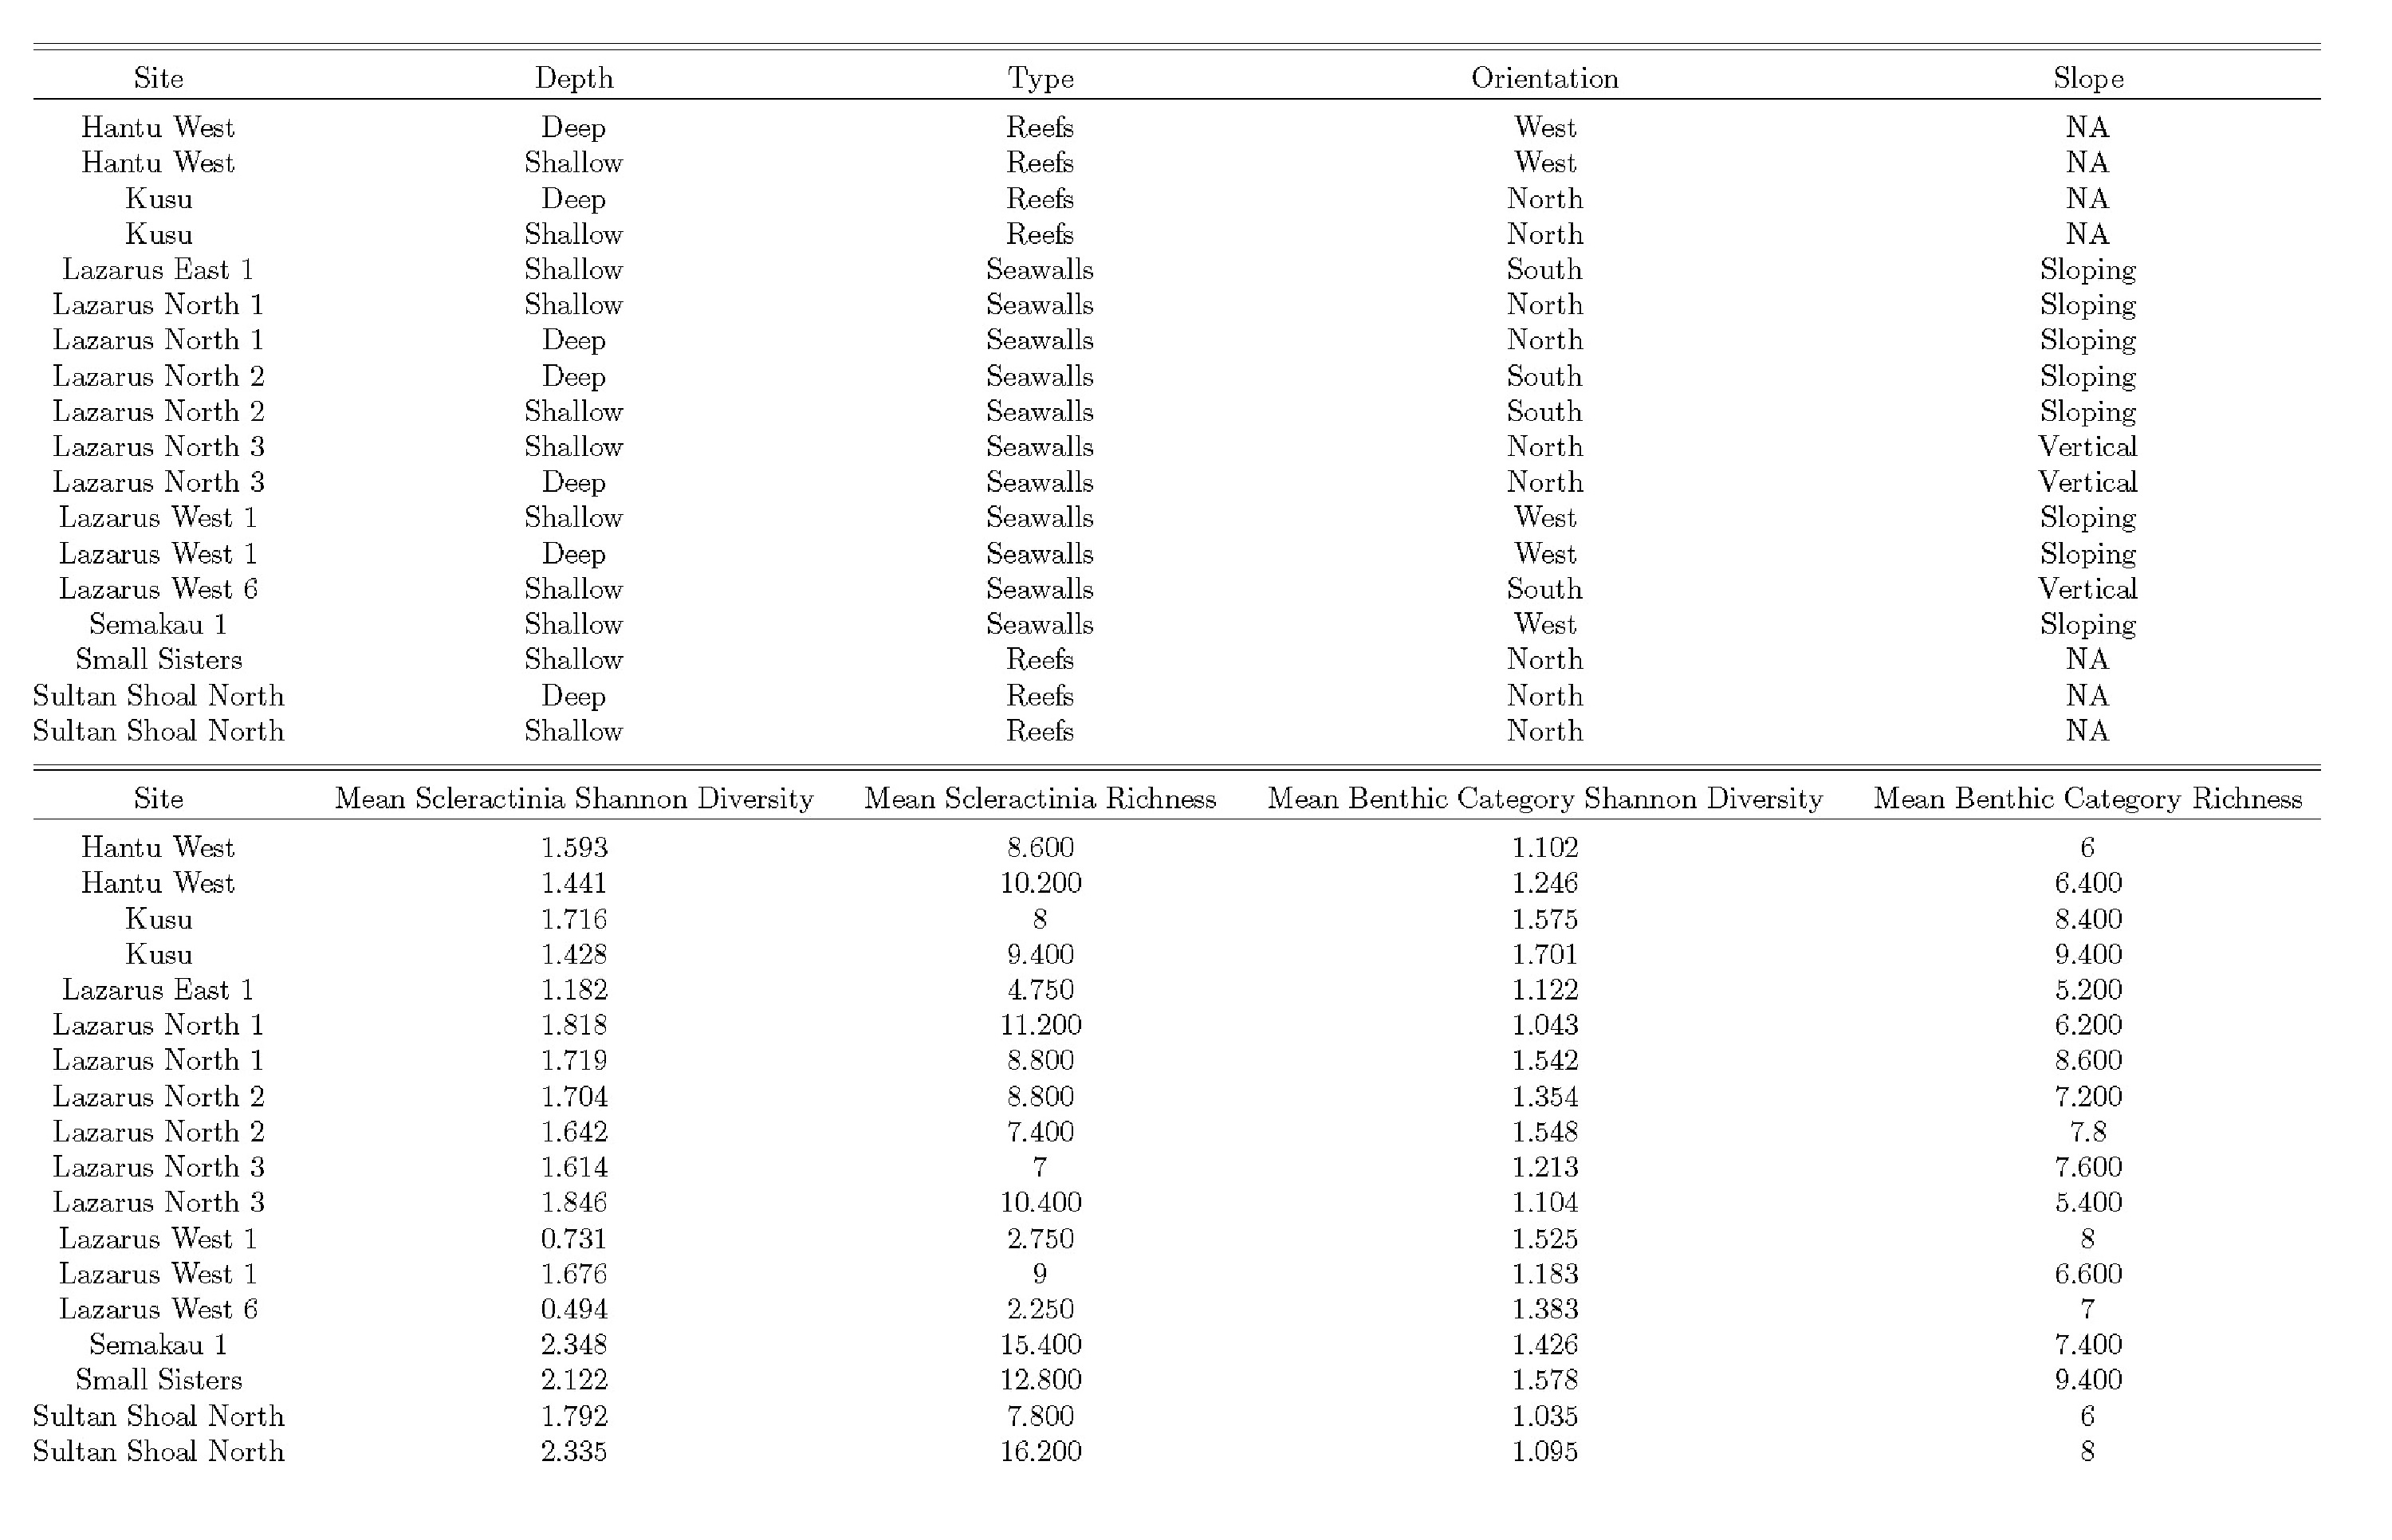 Site Depth Type Orientation Slope
Hantu West Deep Reefs West NA
Hantu West Shallow Reefs West NA
Kusu Deep Reefs North NA
Kusu Shallow Reefs North NA
Lazarus East 1 Shallow Seawalls South Sloping
Lazarus North 1 Shallow Seawalls North Sloping
Lazarus North 1 Deep Seawalls North Sloping
Lazarus North 2 Deep Seawalls South Sloping
Lazarus North 2 Shallow Seawalls South Sloping
Lazarus North 3 Shallow Seawalls North Vertical
Lazarus North 3 Deep Seawalls North Vertical
Lazarus West 1 Shallow Seawalls West Sloping
Lazarus West 1 Deep Seawalls West Sloping
Lazarus West 6 Shallow Seawalls South Vertical
Semakau 1 Shallow Seawalls West Sloping
Small Sisters Shallow Reefs North NA
Sultan Shoal North Deep Reefs North NA
Sultan Shoal North Shallow Reefs North NA
Site Mean Scleractinia Shannon Diversity Mean Scleractinia Richness Mean Benthic Category Shannon Diversity Mean Benthic Category Richness
Hantu West 1.593 8.600 1.102 6
Hantu West 1.441 10.200 1.246 6.400
Kusu 1.716 8 1.575 8.400
Kusu 1.428 9.400 1.701 9.400
Lazarus East 1 1.182 4.750 1.122 5.200
Lazarus North 1 1.818 11.200 1.043 6.200
Lazarus North 1 1.719 8.800 1.542 8.600
Lazarus North 2 1.704 8.800 1.354 7.200
Lazarus North 2 1.642 7.400 1.548 7.8
Lazarus North 3 1.614 7 1.213 7.600
Lazarus North 3 1.846 10.400 1.104 5.400
Lazarus West 1 0.731 2.750 1.525 8
Lazarus West 1 1.676 9 1.183 6.600
Lazarus West 6 0.494 2.250 1.383 7
Semakau 1 2.348 15.400 1.426 7.400
Small Sisters 2.122 12.800 1.578 9.400
Sultan Shoal North 1.792 7.800 1.035 6
Sultan Shoal North 2.335 16.200 1.095 8